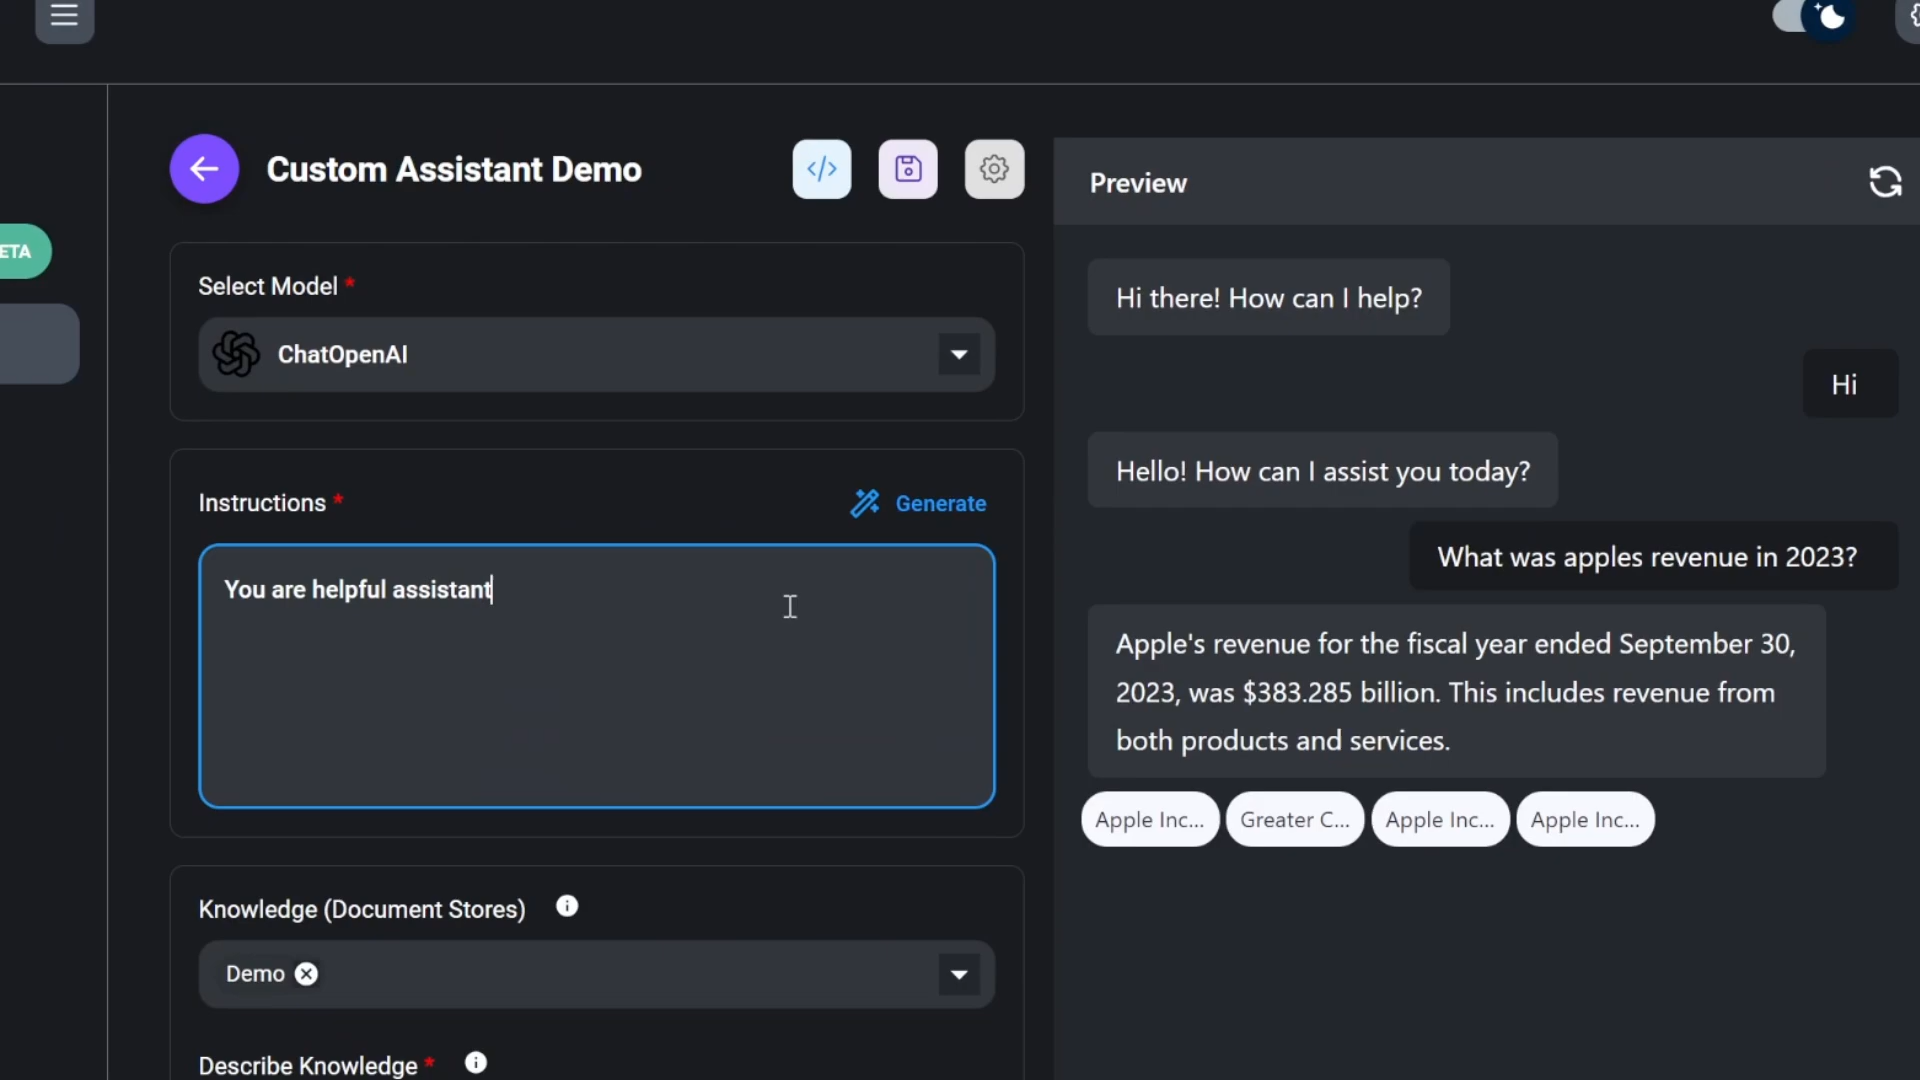 Custom Assistant Demo
Preview
ETA
Select Model *
ChatOpenAI
Instructions *
Generate
You are helpful assistant
Knowledge (Document Stores)
Demo
Describe Knowledge *
Hi there! How can I help?
Hi
Hello! How can I assist you today?
What was apples revenue in 2023?
Apple's revenue for the fiscal year ended September 30,
2023, was $383.285 billion. This includes revenue from
both products and services.
Apple Inc... Greater C... Apple Inc... Apple Inc...